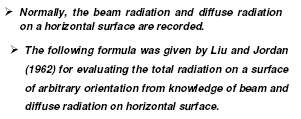 ➢ Normally, the beam radiation and diffuse radiation
on a horizontal surface are recorded.
➢ The following formula was given by Liu and Jordan
(1962) for evaluating the total radiation on a surface
of arbitrary orientation from knowledge of beam and
diffuse radiation on horizontal surface.